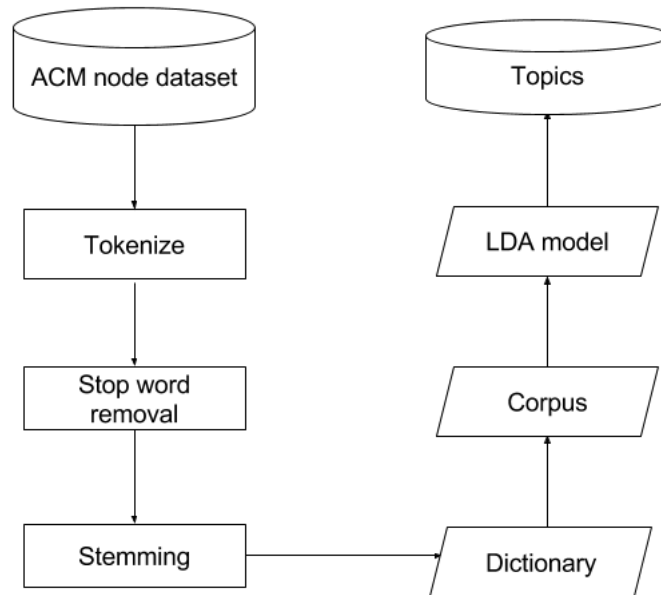 ACM node dataset
Tokenize
Stop word
removal
Stemming
Dictionary
Corpus
LDA model
Topics